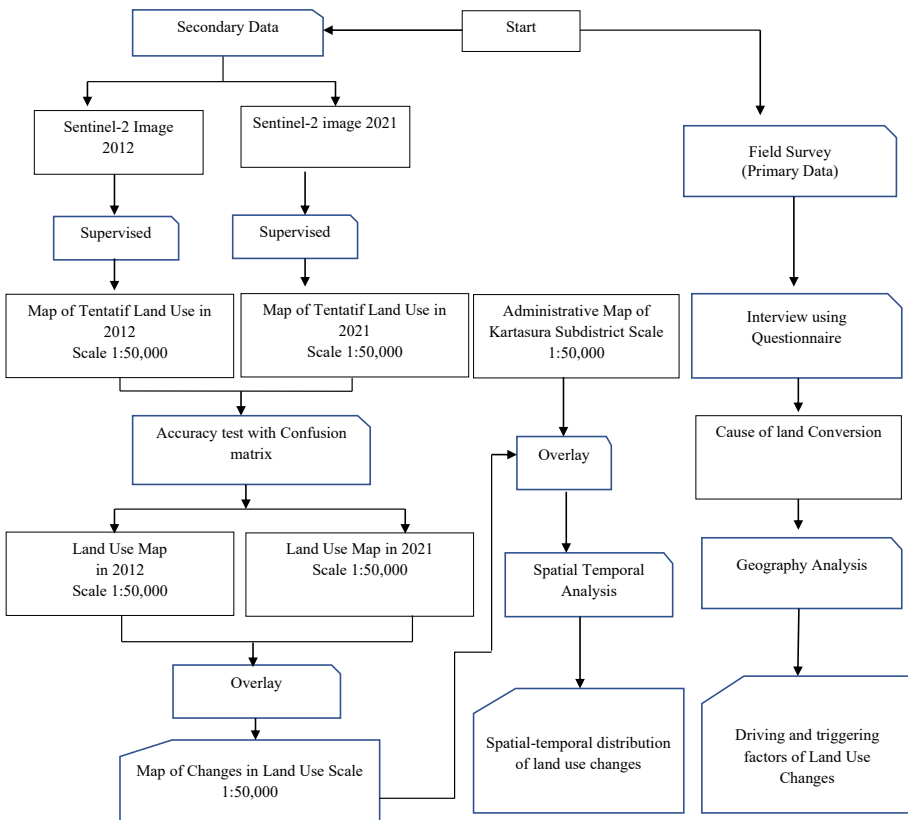 Secondary Data
Start
Sentinel-2 Image
2012
Sentinel-2 image 2021
Field Survey
(Primary Data)
Supervised
Supervised
Map of Tentatif Land Use in
2012
Scale 1:50,000
Map of Tentatif Land Use in
2021
Scale 1:50,000
Administrative Map of
Kartasura Subdistrict Scale
1:50,000
Interview using
Questionnaire
Accuracy test with Confusion
matrix
Overlay
Cause of land Conversion
Land Use Map
in 2012
Scale 1:50,000
Land Use Map in 2021
Scale 1:50,000
Spatial Temporal
Analysis
Geography Analysis
Overlay
Map of Changes in Land Use Scale
1:50,000
Spatial-temporal distribution
of land use changes
Driving and triggering
factors of Land Use
Changes